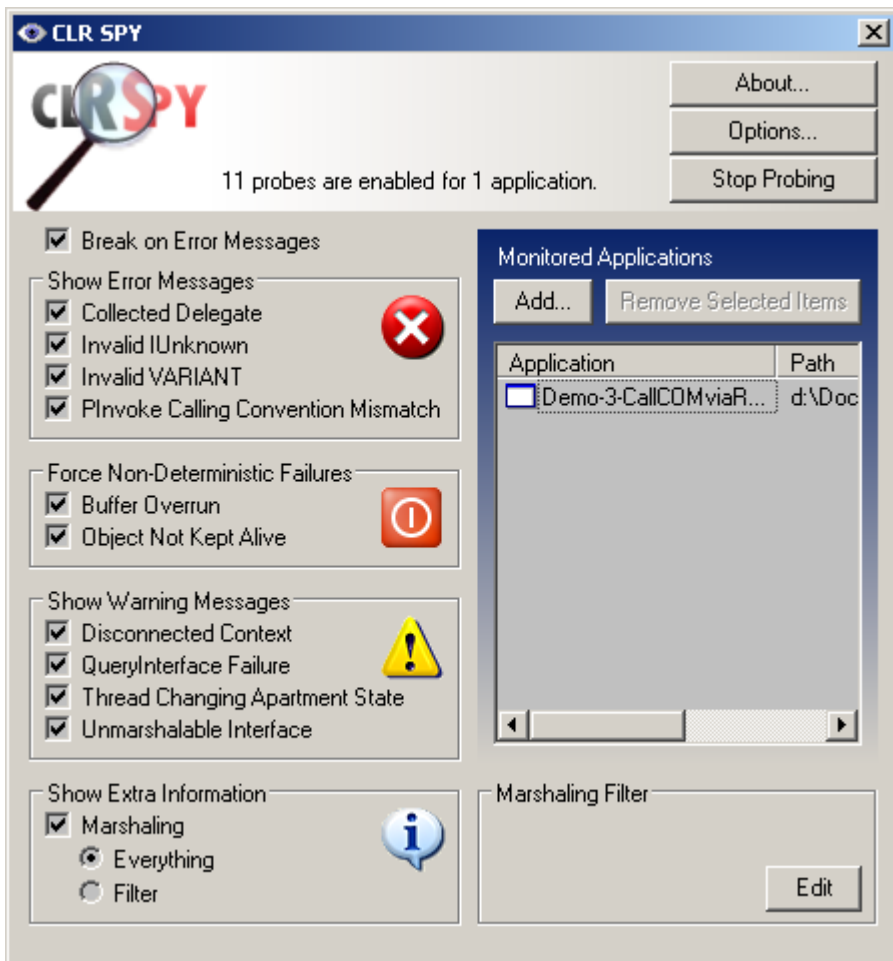 CLR SPY
CLRSPY
About...
Options...
11 probes are enabled for 1 application.
Stop Probing
Break on Error Messages
Show Error Messages
Collected Delegate
Invalid IUnknown
Invalid VARIANT
PInvoke Calling Convention Mismatch
Force Non-Deterministic Failures
Buffer Overrun
Object Not Kept Alive
Show Warning Messages
Disconnected Context
QueryInterface Failure
Thread Changing Apartment State
Unmarshalable Interface
Show Extra Information
Marshaling
Everything
Filter
Monitored Applications
Add... Remove Selected Items
Application Path
Demo-3-CallCOMviaR... d:\Doc
Marshaling Filter
Edit